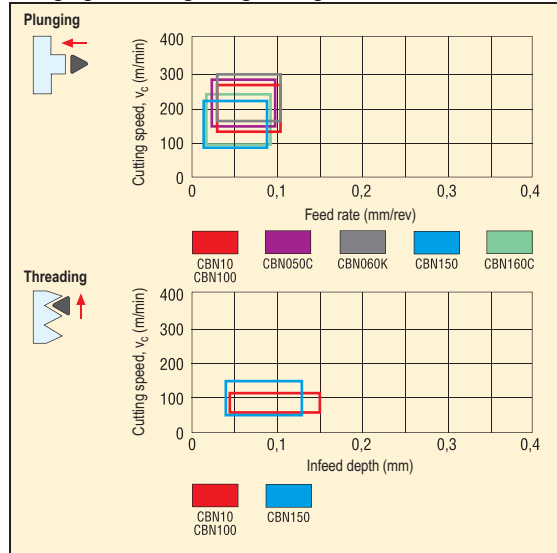 Plunging
Cutting speed, vc (m/min)
400
300
200
100
0
0 0,1 0,2 0,3 0,4
Feed rate (mm/rev)
CBN10
CBN100
CBN050C
CBN060K
CBN150
CBN160C
Threading
Cutting speed, vc (m/min)
400
300
200
100
0
0 0,1 0,2 0,3 0,4
Infeed depth (mm)
CBN10
CBN100
CBN150